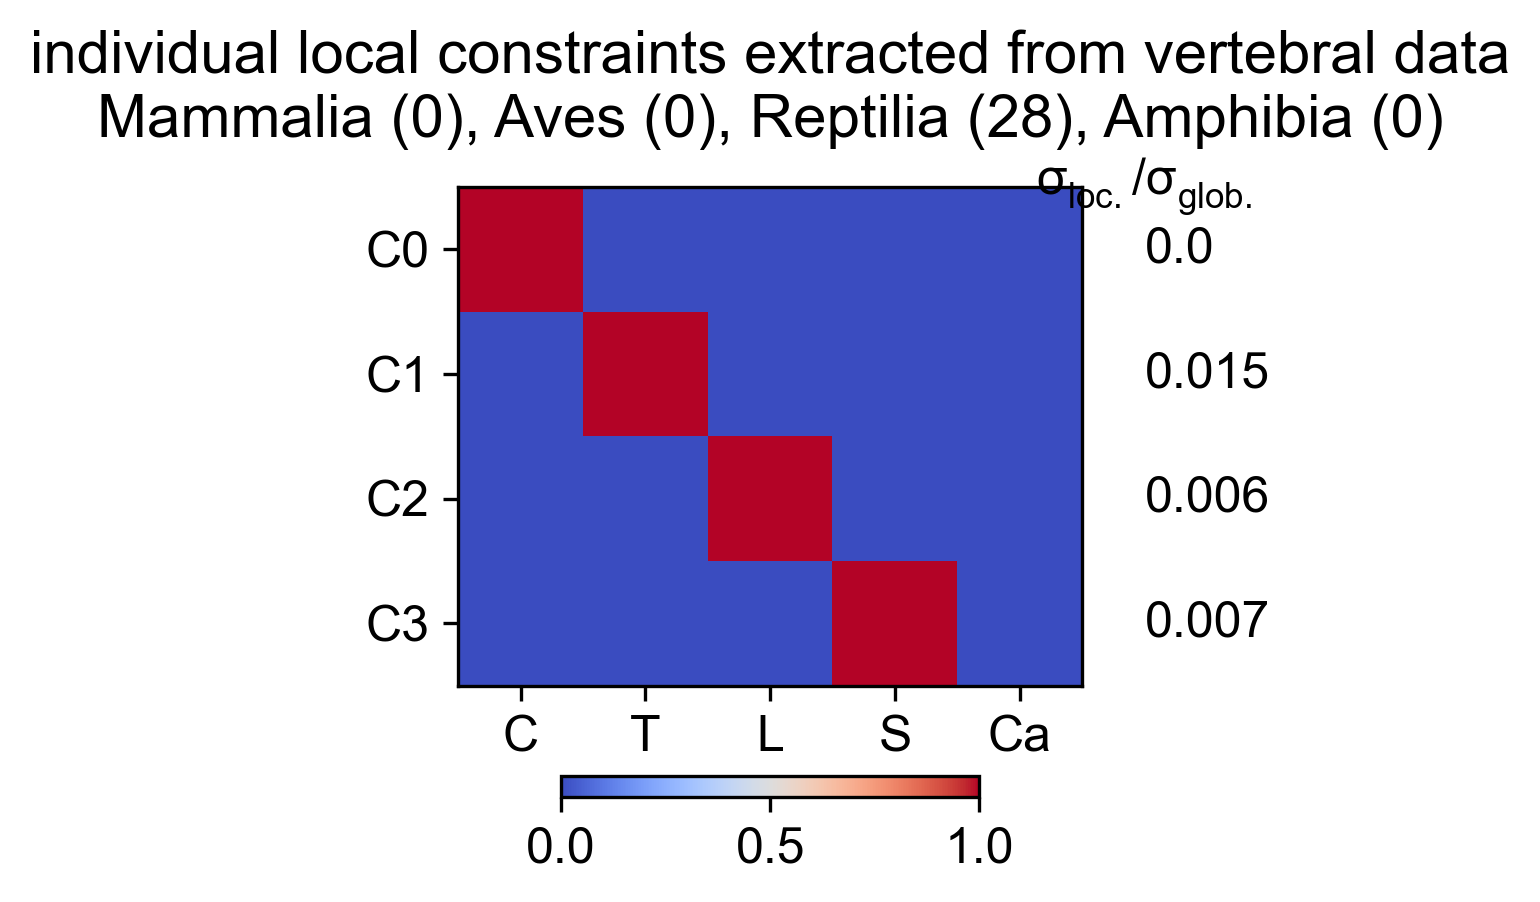 individual local constraints extracted from vertebral data
Mammalia (0), Aves (0), Reptilia (28), Amphibia (0)
σloc. /σglob.
C0 0.0
C1 0.015
C2 0.006
C3 0.007
C T L S Ca
0.0 0.5 1.0